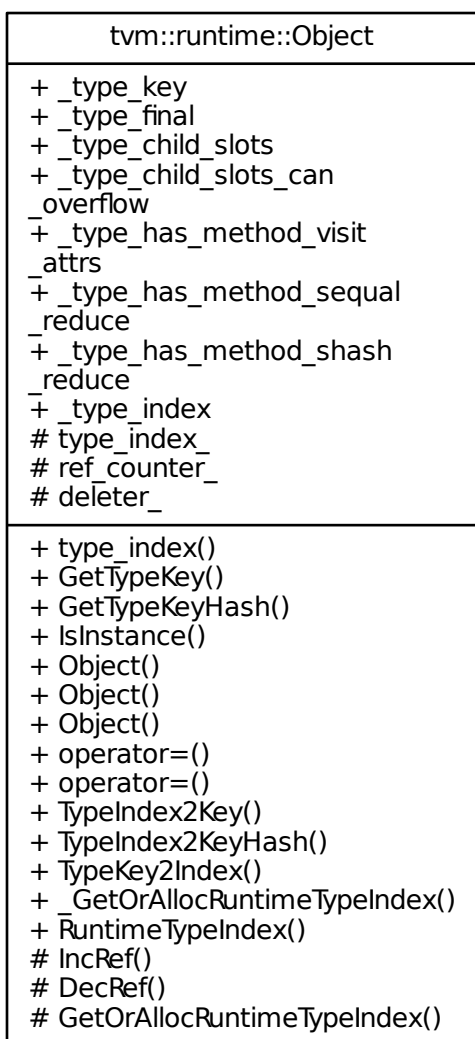 tvm::runtime::Object
+ _type_key
+ _type_final
+ _type_child_slots
+ _type_child_slots_can
_overflow
+ _type_has_method_visit
_attrs
+ _type_has_method_sequal
_reduce
+ _type_has_method_shash
_reduce
+ _type_index
# type_index_
# ref_counter_
# deleter_
+ type_index()
+ GetTypeKey()
+ GetTypeKeyHash()
+ IsInstance()
+ Object()
+ Object()
+ Object()
+ operator=()
+ operator=()
+ TypeIndex2Key()
+ TypeIndex2KeyHash()
+ TypeKey2Index()
+ _GetOrAllocRuntimeTypeIndex()
+ RuntimeTypeIndex()
# IncRef()
# DecRef()
# GetOrAllocRuntimeTypeIndex()